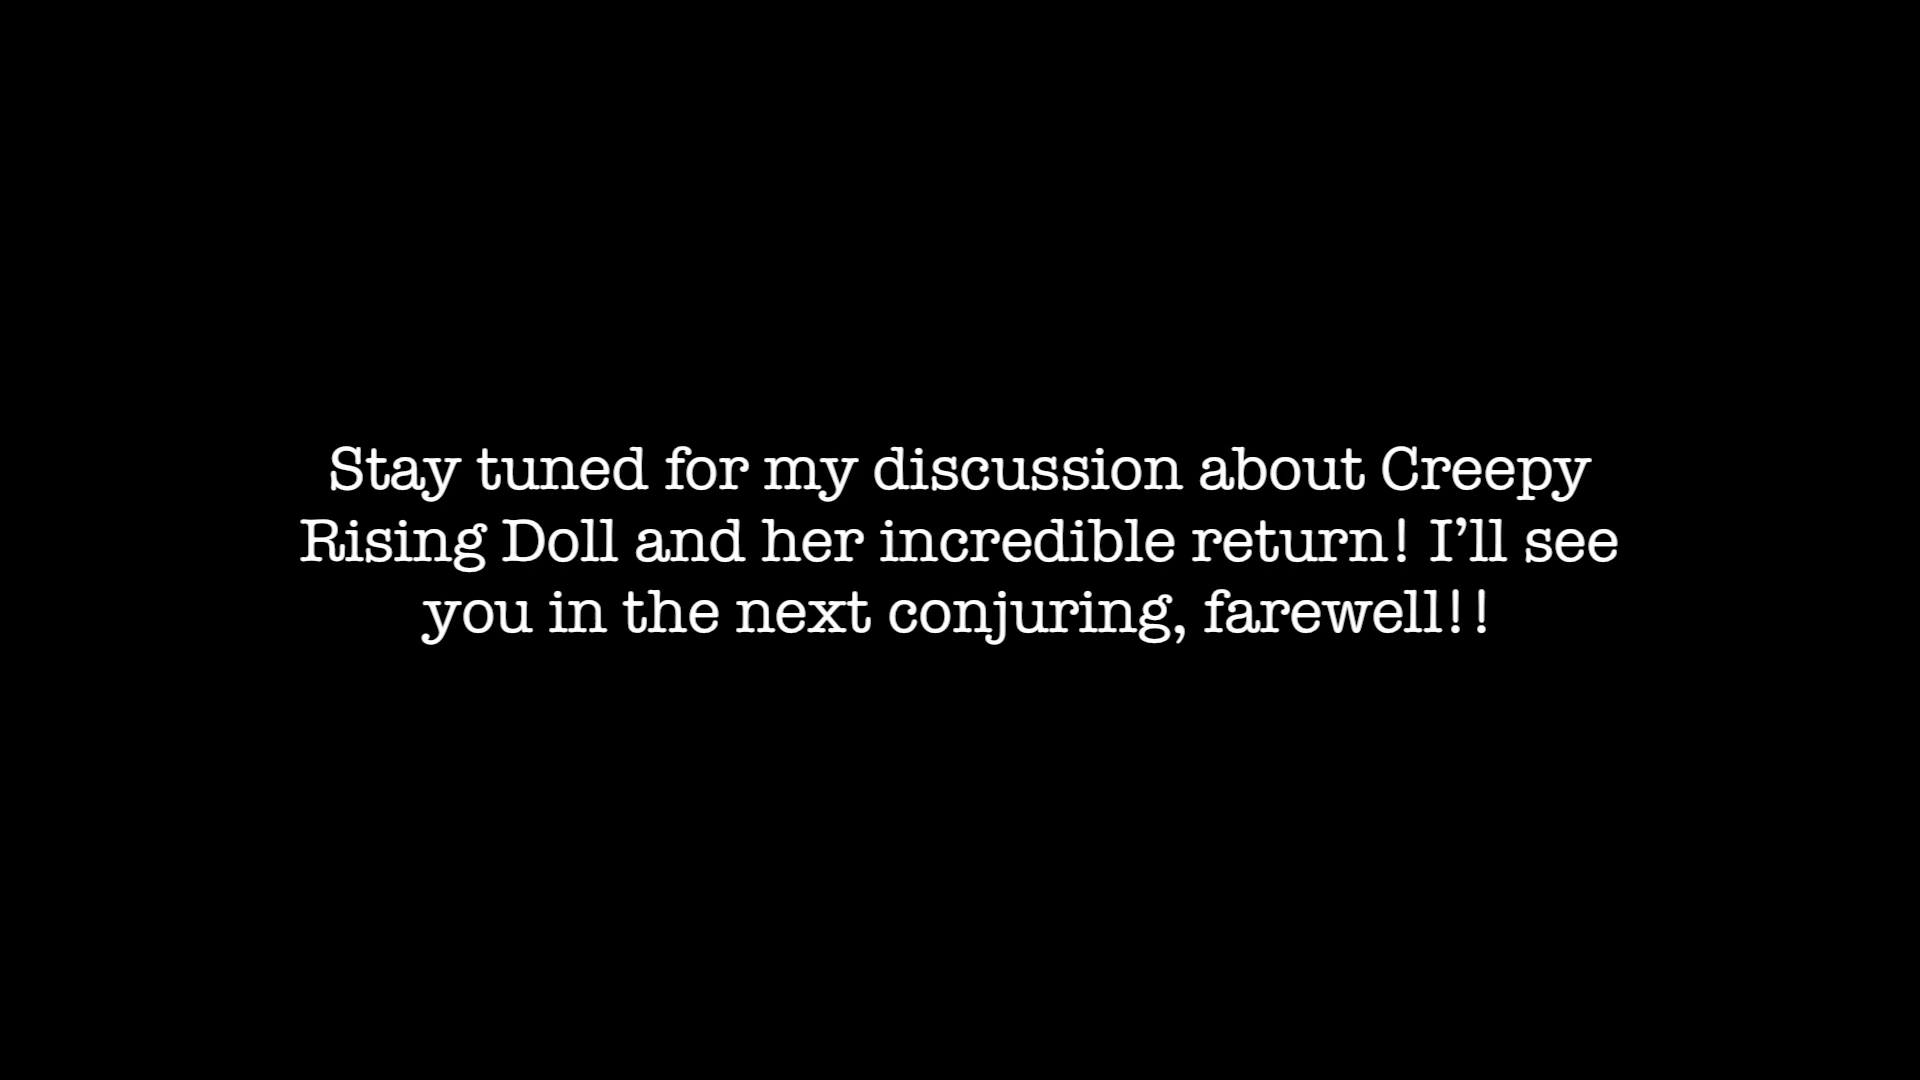 Stay tuned for my discussion about Creepy
Rising Doll and her incredible return! I’ll see
you in the next conjuring, farewell!!